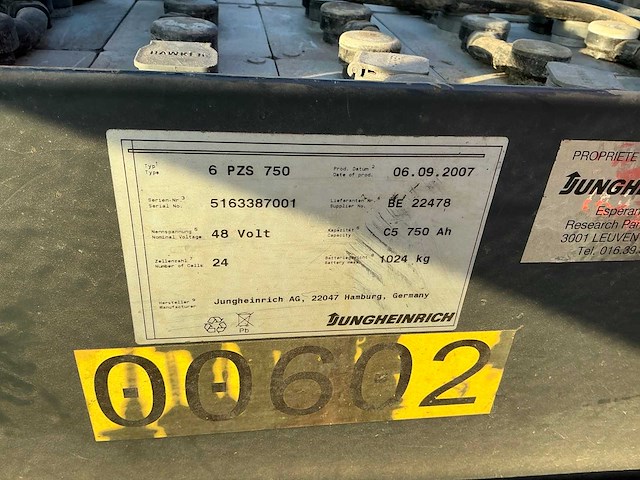 HAWKER
Typ 6 PZS 750 Prod. Datum 06.09.2007
Type Date of prod.
Serien-Nr. 5163387001 Lieferanten-Nr. BE 22478
Serial No. Supplier No.
Nennspannung 48 Volt Kapazität C5 750 Ah
Nominal Voltage Capacity
Zellenzahl 24 Batteriegewicht 1024 kg
Number of Cells Battery Mass
Hersteller Jungheinrich AG, 22047 Hamburg, Germany
Manufacturer
Pb JUNGHEINRICH
00602
PROPRIETE
JUNGHE
Esperan
Research Par
3001 LEUVEN
Tel. 016.39.